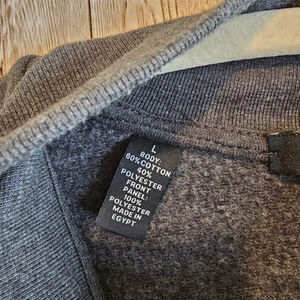 L
BODY:
60%COTTON
40%
POLYESTER
FRONT
PANEL:
100%
POLYESTER
MADE IN
EGYPT